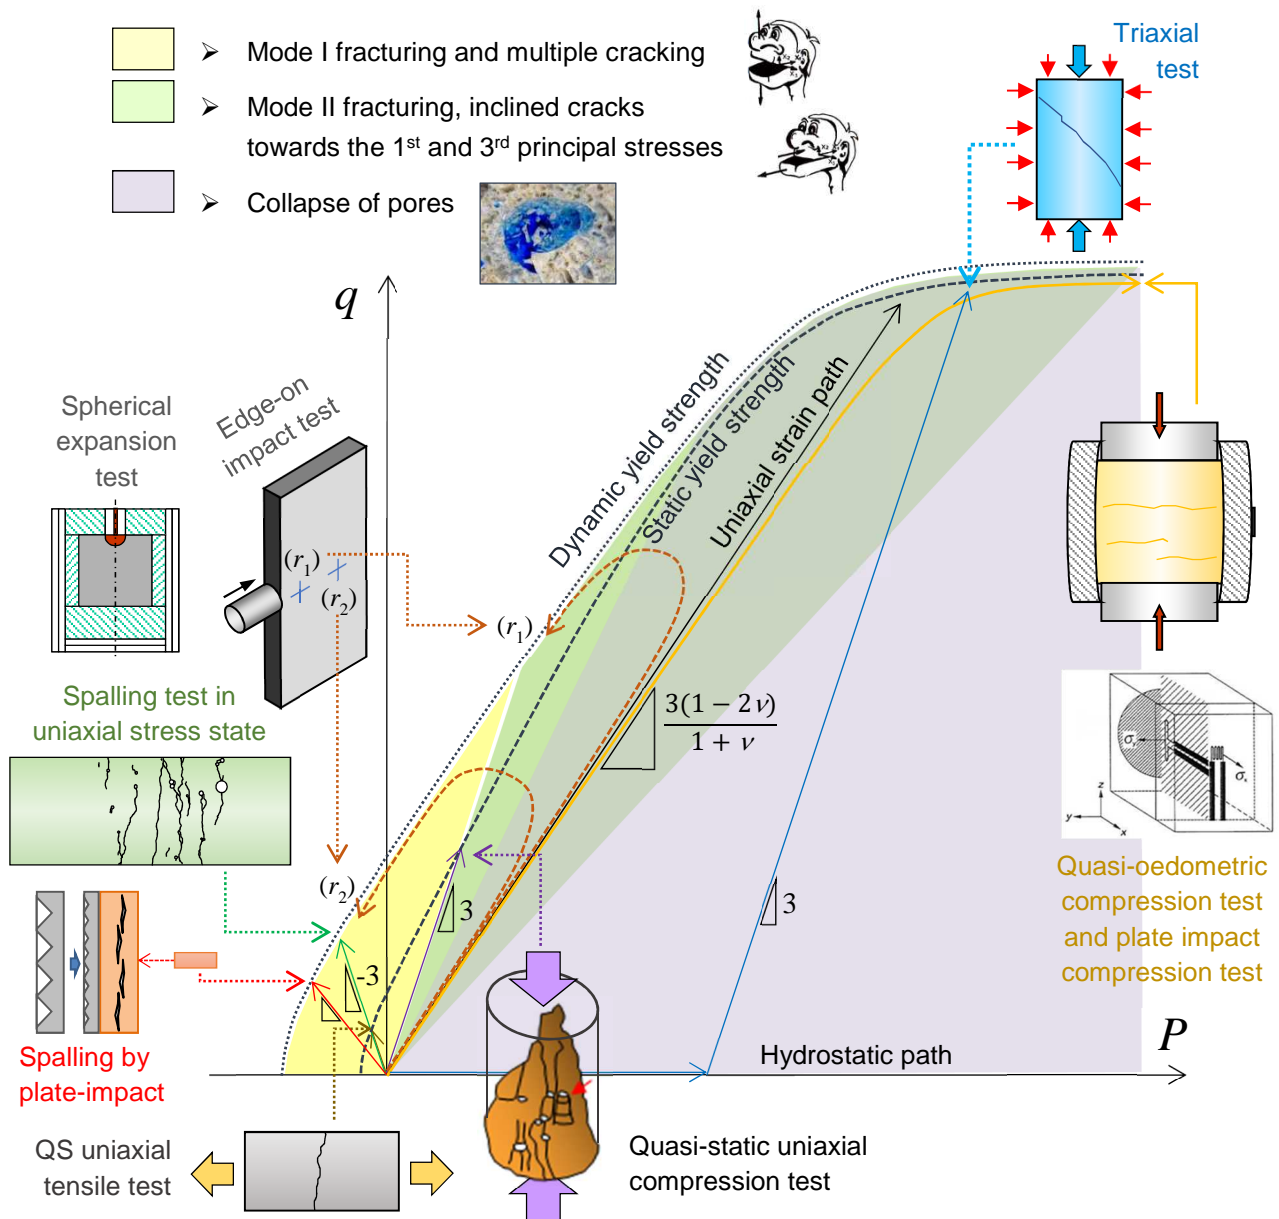 Mode I fracturing and multiple cracking
Mode II fracturing, inclined cracks
towards the 1st and 3rd principal stresses
Collapse of pores
Triaxial
test
q
Spherical
expansion
test
Edge-on
impact test
(r1)
(r2)
Dynamic yield strength
Static yield strength
Uniaxial strain path
(r1)
3(1 − 2ν)
1 + ν
Spalling test in
uniaxial stress state
(r2)
3
-3
3
σ
σ
z
y
x
Quasi-oedometric
compression test
and plate impact
compression test
Spalling by
plate-impact
Hydrostatic path
P
QS uniaxial
tensile test
Quasi-static uniaxial
compression test